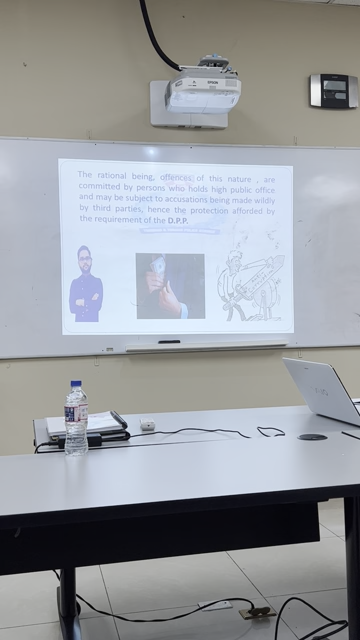 The rational being, offences of this nature , are
committed by persons who holds high public office
and may be subject to accusations being made wildly
by third parties, hence the protection afforded by
the requirement of the D.P.P.